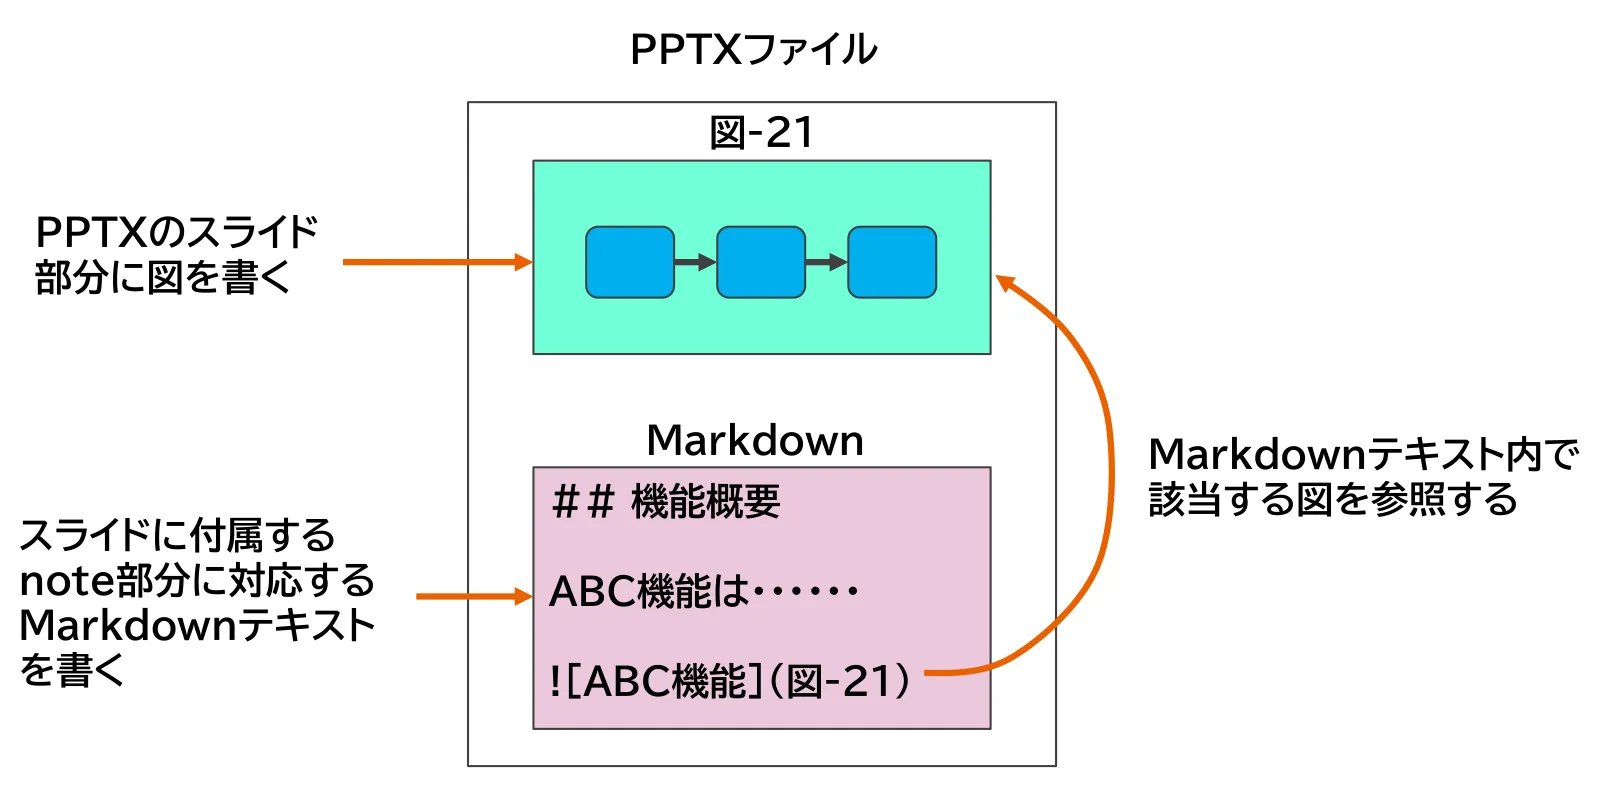 PPTXファイル
図-21
PPTXのスライド
部分に図を書く
Markdown
## 機能概要
ABC機能は・・・・・・
![ABC機能](図-21)
スライドに付属する
note部分に対応する
Markdownテキスト
を書く
Markdownテキスト内で
該当する図を参照する